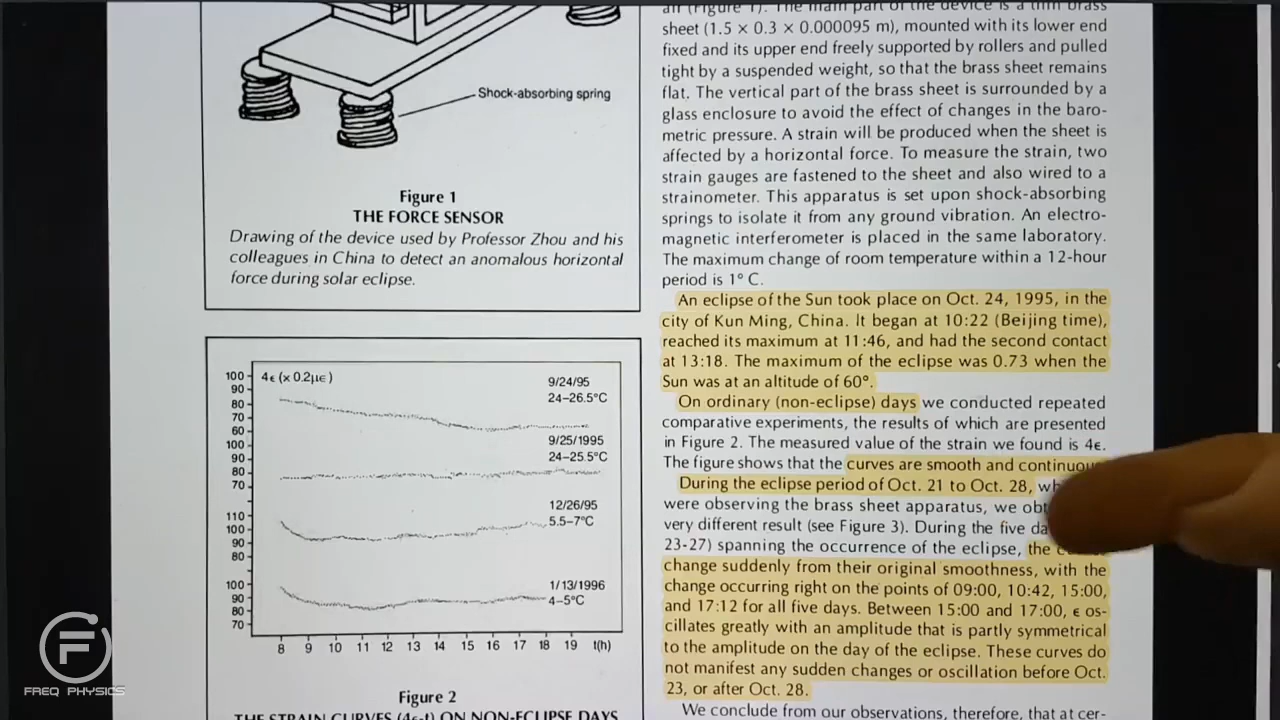 Shock-absorbing spring
Figure 1
THE FORCE SENSOR
Drawing of the device used by Professor Zhou and his
colleagues in China to detect an anomalous horizontal
force during solar eclipse.
100
90
80
70
60
100
90
80
70
110
100
90
80
100
90
80
70
4ϵ (x 0.2µϵ)
9/24/95
24–26.5°C
9/25/1995
24–25.5°C
12/26/95
5.5–7°C
1/13/1996
4–5°C
8 9 10 11 12 13 14 15 16 17 18 19 t(h)
Figure 2
THE STRAIN CURVES (4ϵ-t) ON NON-ECLIPSE DAYS
air (Figure 1). The main part of the device is a thin brass
sheet (1.5 × 0.3 × 0.000095 m), mounted with its lower end
fixed and its upper end freely supported by rollers and pulled
tight by a suspended weight, so that the brass sheet remains
flat. The vertical part of the brass sheet is surrounded by a
glass enclosure to avoid the effect of changes in the baro-
metric pressure. A strain will be produced when the sheet is
affected by a horizontal force. To measure the strain, two
strain gauges are fastened to the sheet and also wired to a
strainometer. This apparatus is set upon shock-absorbing
springs to isolate it from any ground vibration. An electro-
magnetic interferometer is placed in the same laboratory.
The maximum change of room temperature within a 12-hour
period is 1° C.
An eclipse of the Sun took place on Oct. 24, 1995, in the
city of Kun Ming, China. It began at 10:22 (Beijing time),
reached its maximum at 11:46, and had the second contact
at 13:18. The maximum of the eclipse was 0.73 when the
Sun was at an altitude of 60°.
On ordinary (non-eclipse) days we conducted repeated
comparative experiments, the results of which are presented
in Figure 2. The measured value of the strain we found is 4ϵ.
The figure shows that the curves are smooth and continuou
During the eclipse period of Oct. 21 to Oct. 28,
were observing the brass sheet apparatus, we
very different result (see Figure 3). During the five
23-27) spanning the occurrence of the eclipse, the
change suddenly from their original smoothness, with the
change occurring right on the points of 09:00, 10:42, 15:00,
and 17:12 for all five days. Between 15:00 and 17:00, ϵ os-
cillates greatly with an amplitude that is partly symmetrical
to the amplitude on the day of the eclipse. These curves do
not manifest any sudden changes or oscillation before Oct.
23, or after Oct. 28.
We conclude from our observations, therefore, that at cer-
FREQ PHYSICS